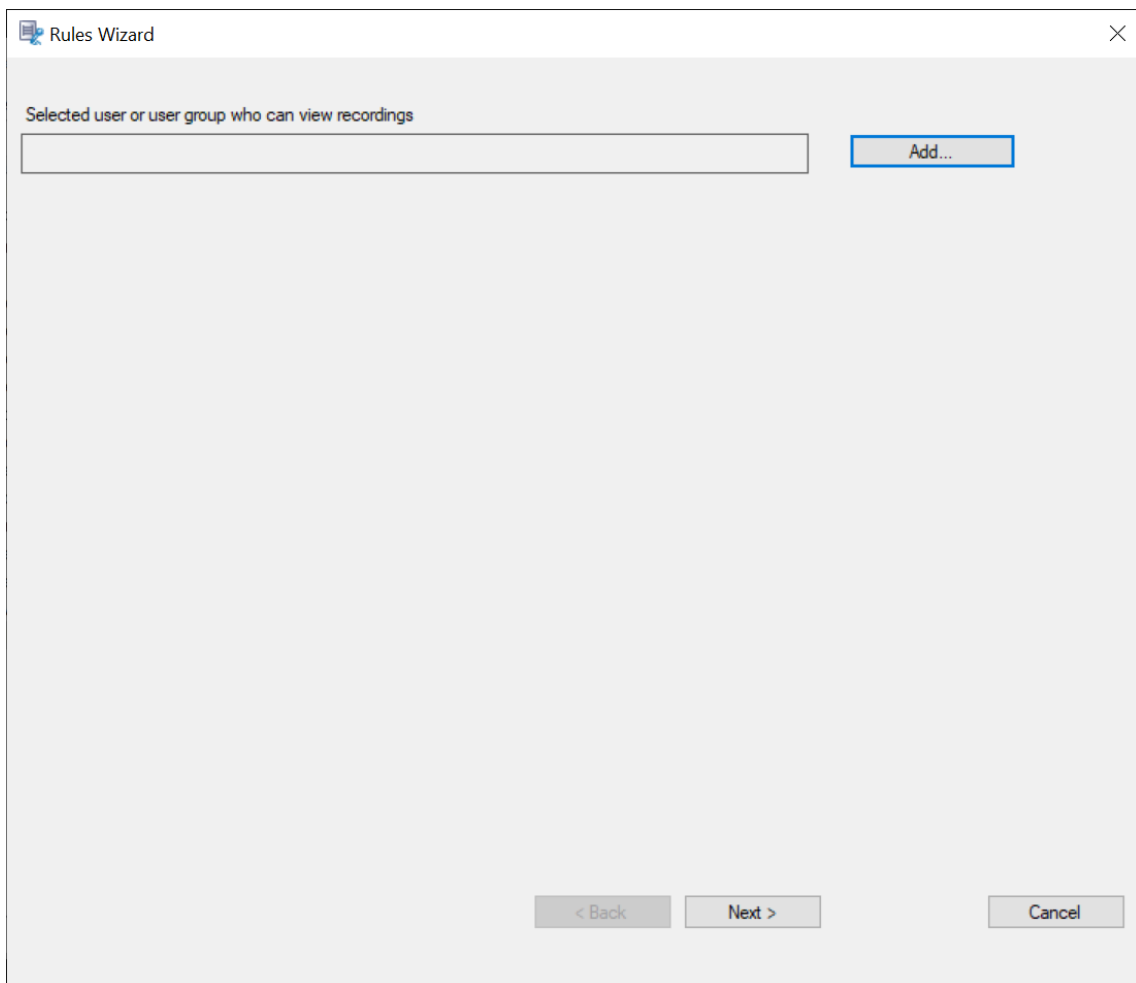 Rules Wizard
Selected user or user group who can view recordings
Add...
< Back
Next >
Cancel